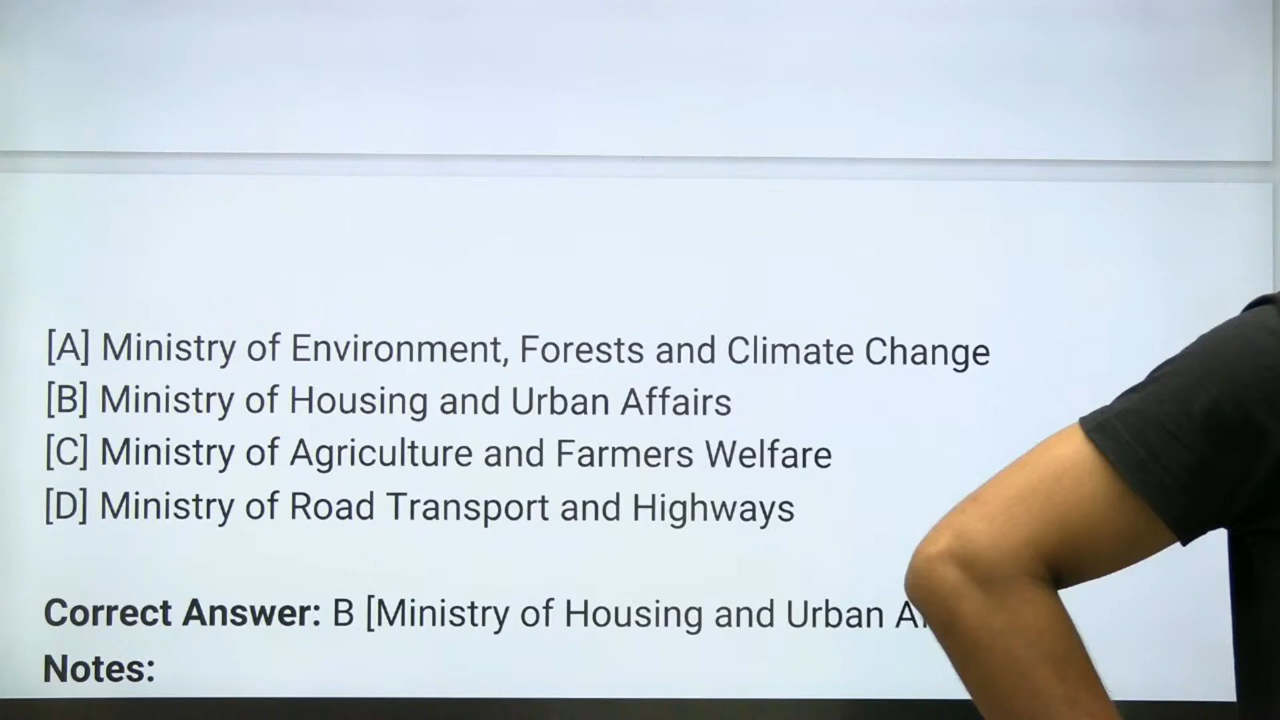 [A] Ministry of Environment, Forests and Climate Change
[B] Ministry of Housing and Urban Affairs
[C] Ministry of Agriculture and Farmers Welfare
[D] Ministry of Road Transport and Highways
Correct Answer: B [Ministry of Housing and Urban
Notes: